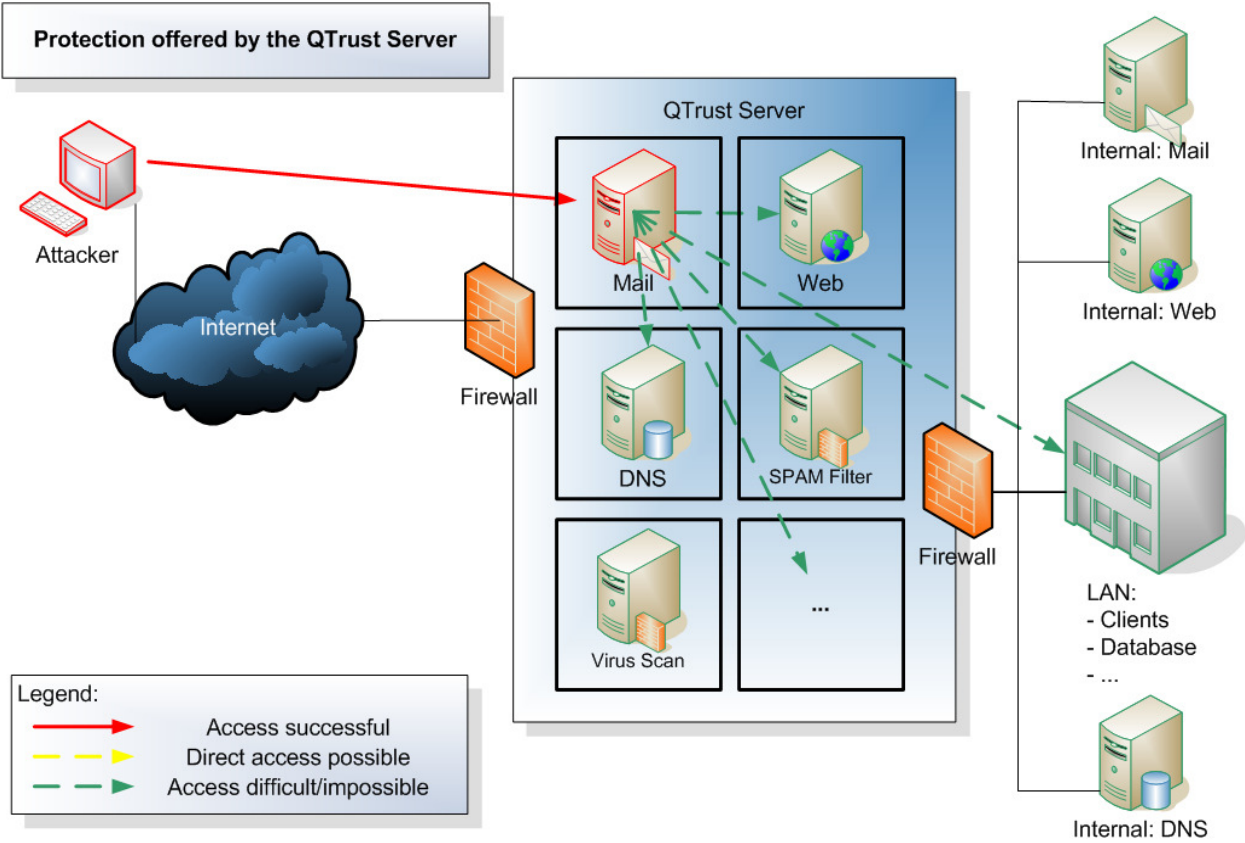 Protection offered by the QTrust Server
QTrust Server
Attacker
Internet
Firewall
Mail
Web
DNS
SPAM Filter
Virus Scan
...
Firewall
Internal: Mail
Internal: Web
LAN:
- Clients
- Database
- ...
Internal: DNS
Legend:
Access successful
Direct access possible
Access difficult/impossible